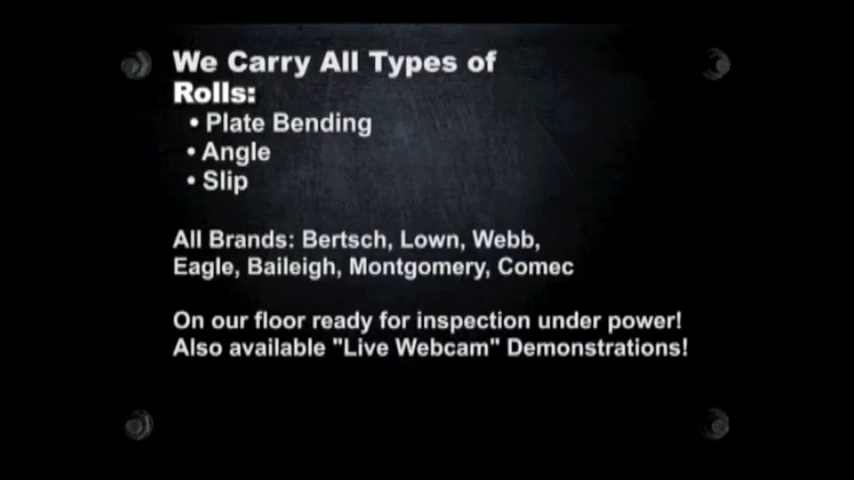 We Carry All Types of
Rolls:
• Plate Bending
• Angle
• Slip
All Brands: Bertsch, Lown, Webb,
Eagle, Baileigh, Montgomery, Comec
On our floor ready for inspection under power!
Also available "Live Webcam" Demonstrations!